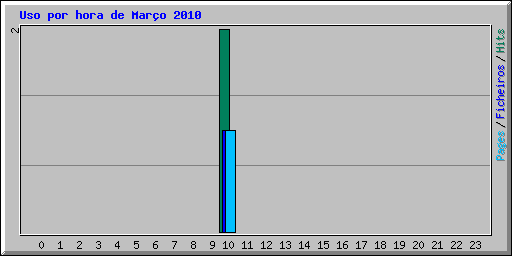 Uso por hora de Março 2010
2
Pages/Ficheiros/Hits
0 1 2 3 4 5 6 7 8 9 10 11 12 13 14 15 16 17 18 19 20 21 22 23